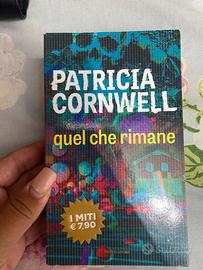 PATRICIA
CORNWELL
quel che rimane
I MITI
€ 7,90